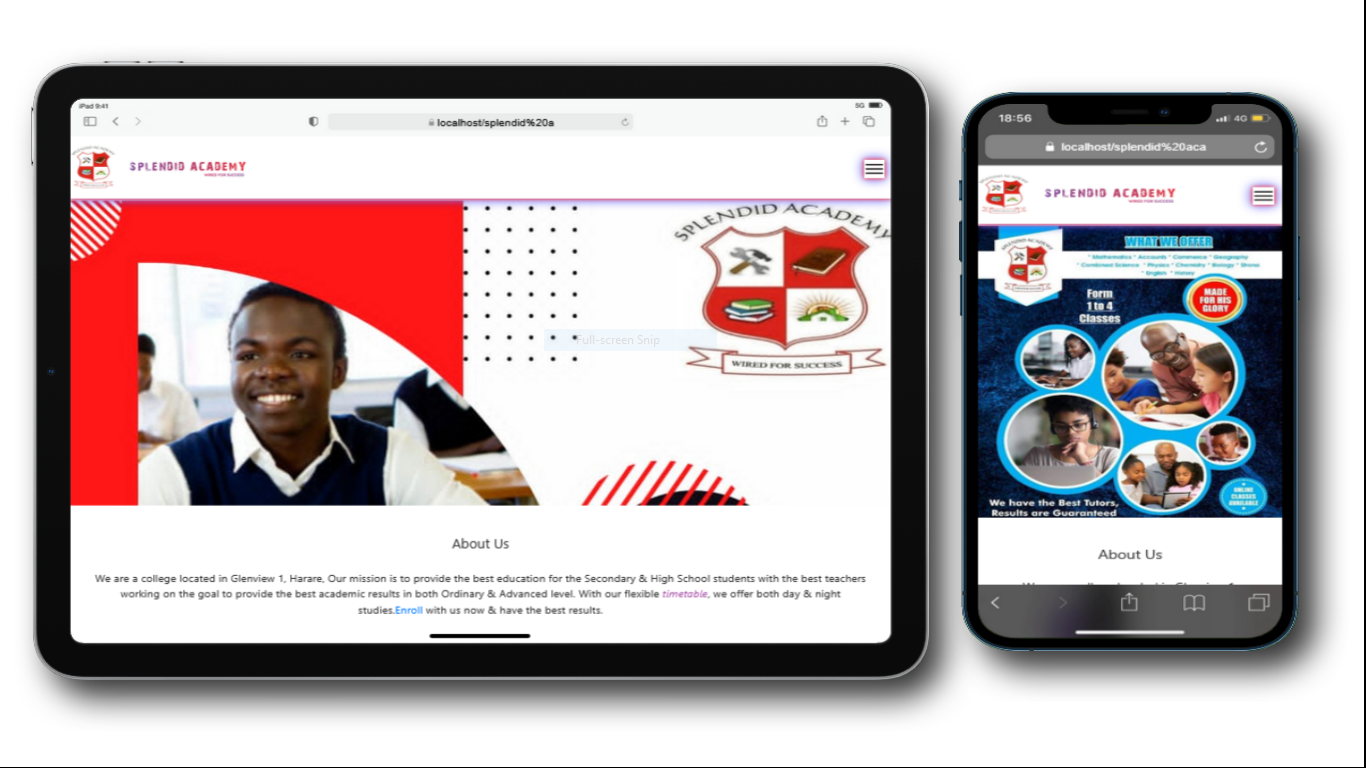 iPad 9:41
5G
localhost/splendid%20a
SPLENDID ACADEMY
WIRED FOR SUCCESS
SPLENDID ACADEMY
WIRED FOR SUCCESS
Full-screen Snip
About Us
We are a college located in Glenview 1, Harare, Our mission is to provide the best education for the Secondary & High School students with the best teachers
working on the goal to provide the best academic results in both Ordinary & Advanced level. With our flexible timetable, we offer both day & night
studies.Enroll with us now & have the best results.
18:56
4G
localhost/splendid%20aca
SPLENDID ACADEMY
WIRED FOR SUCCESS
SPLENDID ACADEMY
WHAT WE OFFER
* Mathematics * Accounts * Commerce * Geography
* Combined Science * Physics * Chemistry * Biology * Shona
* English * History
Form
1 to 4
Classes
MADE
FOR HIS
GLORY
ONLINE
CLASSES
AVAILABLE
We have the Best Tutors,
Results are Guaranteed
About Us